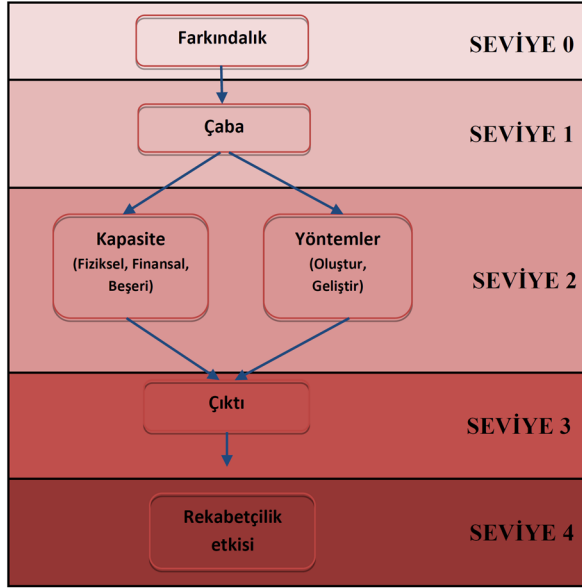 Farkındalık
SEVİYE 0
Çaba
SEVİYE 1
Kapasite
(Fiziksel, Finansal,
Beşeri)
Yöntemler
(Oluştur,
Geliştir)
SEVİYE 2
Çıktı
SEVİYE 3
Rekabetçilik
etkisi
SEVİYE 4